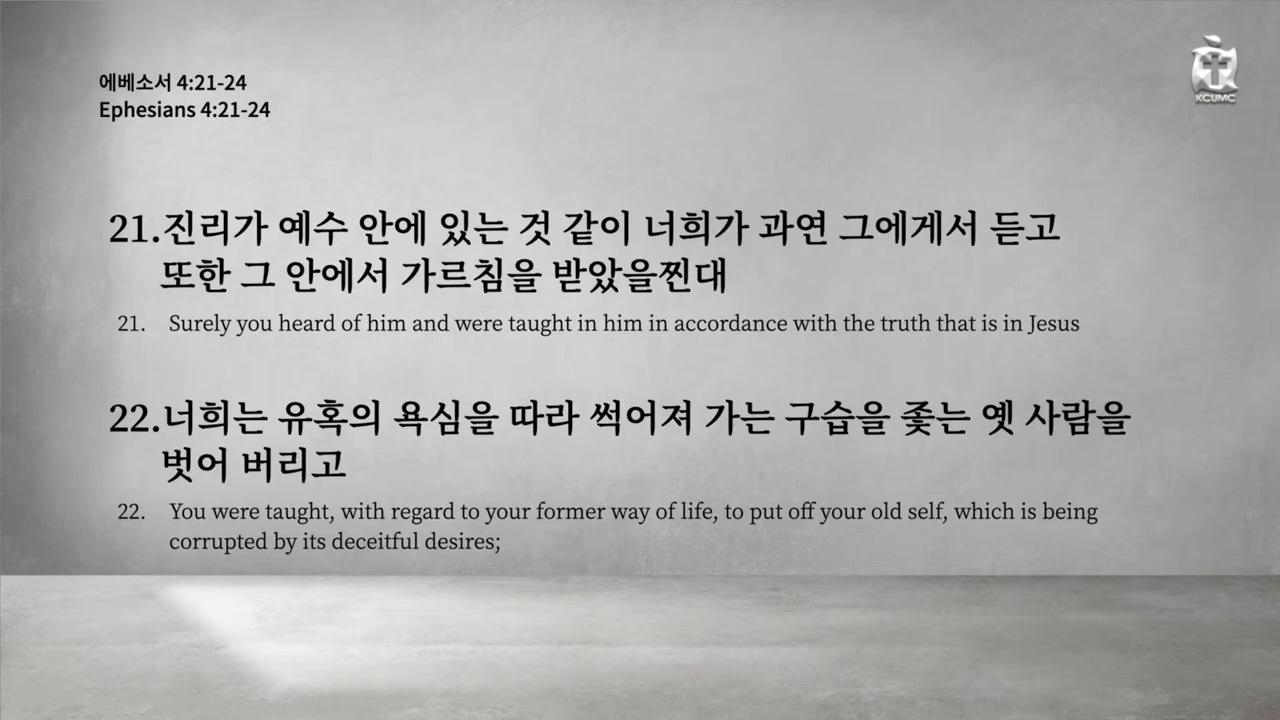 에베소서 4:21-24
Ephesians 4:21-24
KCUMC
21.진리가 예수 안에 있는 것 같이 너희가 과연 그에게서 듣고
또한 그 안에서 가르침을 받았을찐대
21. Surely you heard of him and were taught in him in accordance with the truth that is in Jesus
22.너희는 유혹의 욕심을 따라 썩어져 가는 구습을 좇는 옛 사람을
벗어 버리고
22. You were taught, with regard to your former way of life, to put off your old self, which is being
corrupted by its deceitful desires;